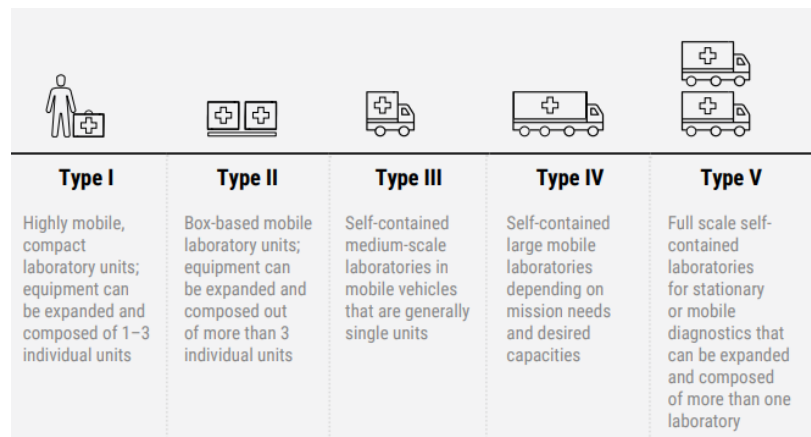 Type I
Highly mobile,
compact
laboratory units;
equipment can
be expanded and
composed of 1–3
individual units
Type II
Box-based mobile
laboratory units;
equipment can
be expanded and
composed out
of more than 3
individual units
Type III
Self-contained
medium-scale
laboratories in
mobile vehicles
that are generally
single units
Type IV
Self-contained
large mobile
laboratories
depending on
mission needs
and desired
capacities
Type V
Full scale self-
contained
laboratories
for stationary
or mobile
diagnostics that
can be expanded
and composed
of more than one
laboratory